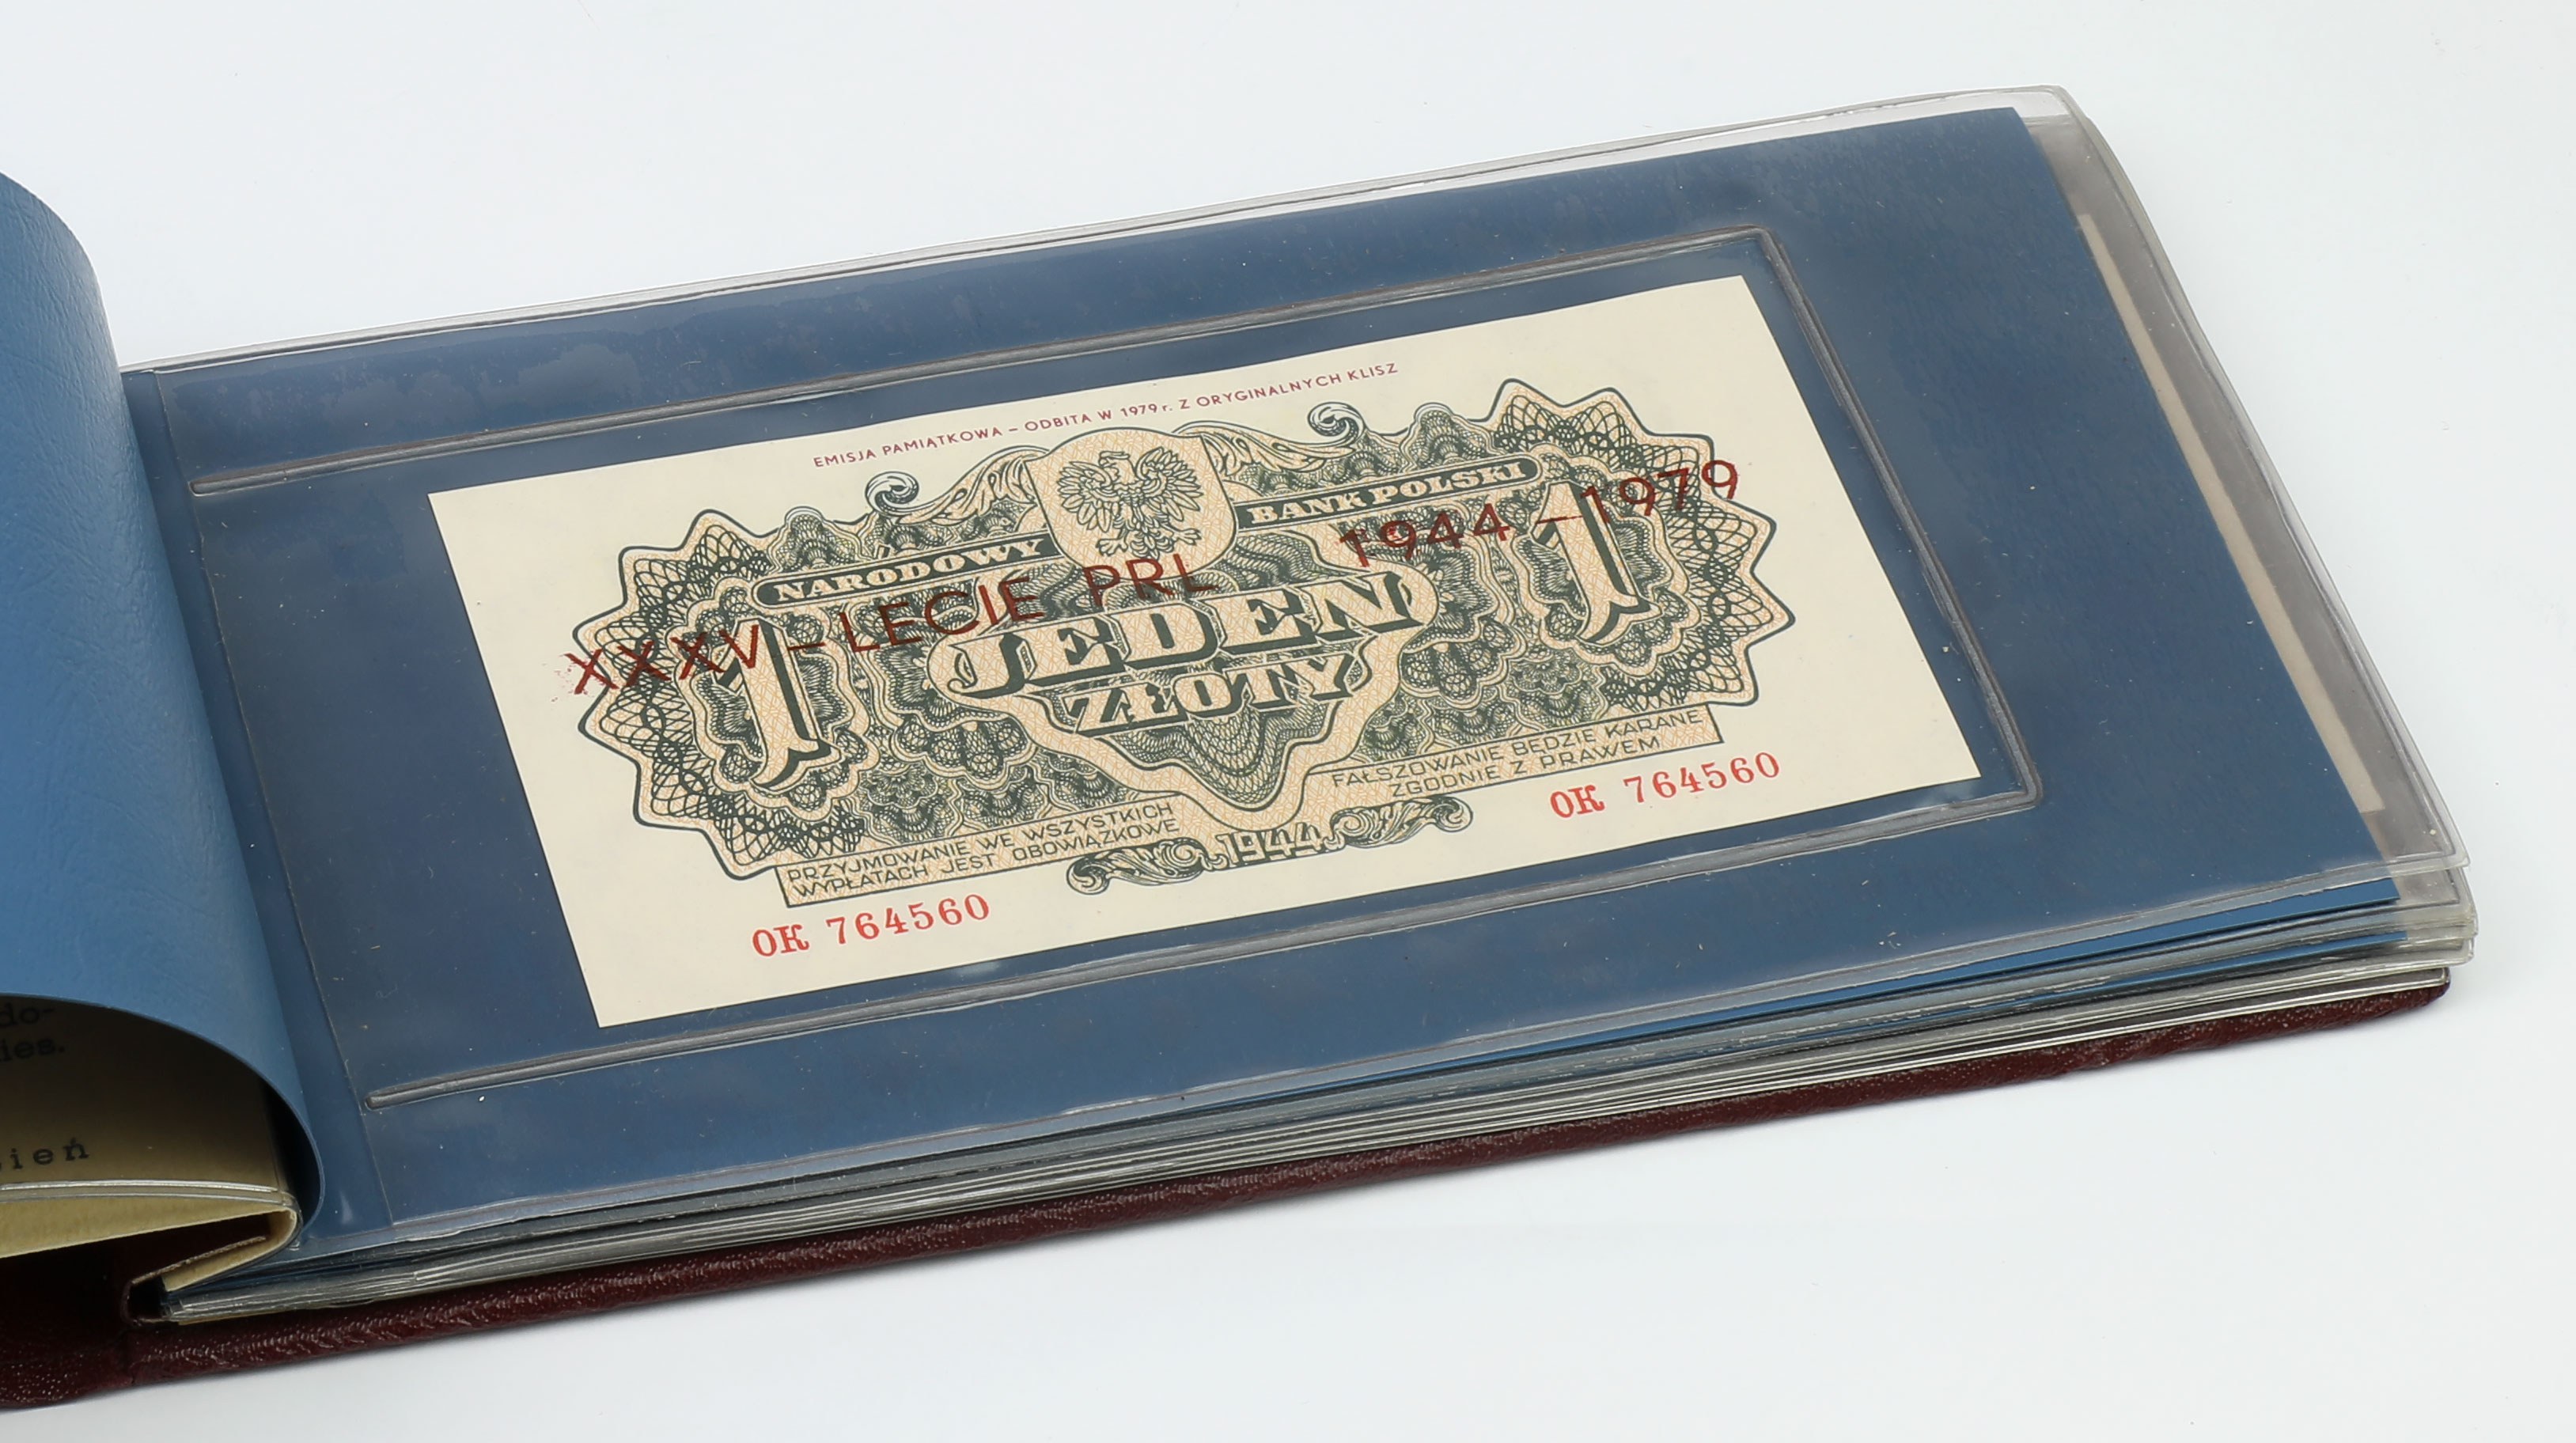 EMISJA PAMIĄTKOWA – ODBITA W 1979 r. Z ORYGINALNYCH KLISZ
NARODOWY BANK POLSKI
XXXV – LECIE PRL 1944 – 1979
1 JEDEN 1
ZŁOTY
PRZYJMOWANIE WE WSZYSTKICH
WYPŁATACH JEST OBOWIĄZKOWE
FAŁSZOWANIE BĘDZIE KARANE
ZGODNIE Z PRAWEM
1944
OK 764560
OK 764560